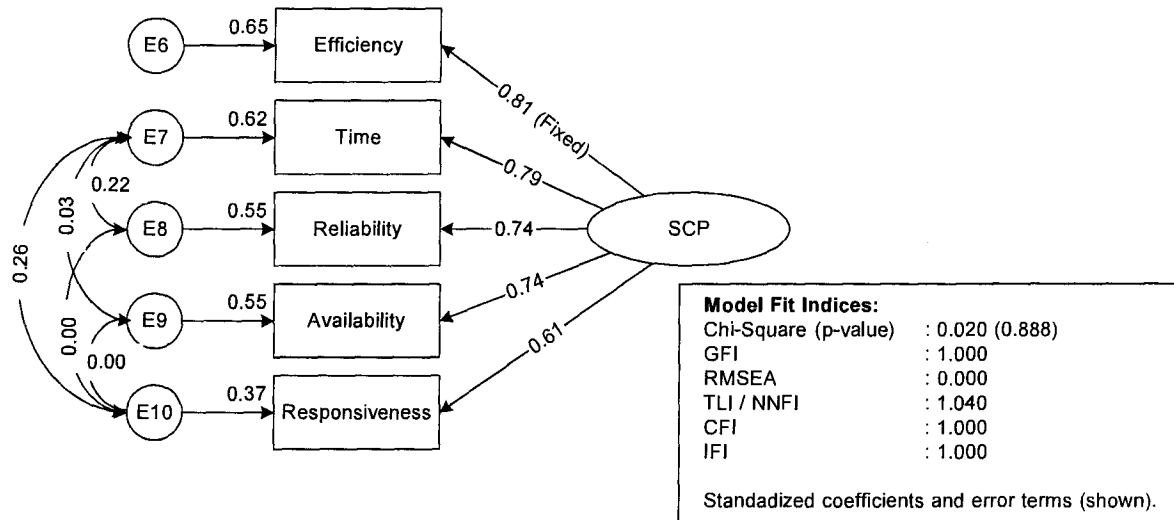 E6
0.65
Efficiency
0.81 (Fixed)
E7
0.62
Time
0.79
0.22
0.03
0.26
E8
0.55
Reliability
0.74
SCP
E9
0.55
Availability
0.74
0.00
0.00
E10
0.37
Responsiveness
0.61
Model Fit Indices:
Chi-Square (p-value) : 0.020 (0.888)
GFI : 1.000
RMSEA : 0.000
TLI / NNFI : 1.040
CFI : 1.000
IFI : 1.000
Standadized coefficients and error terms (shown).